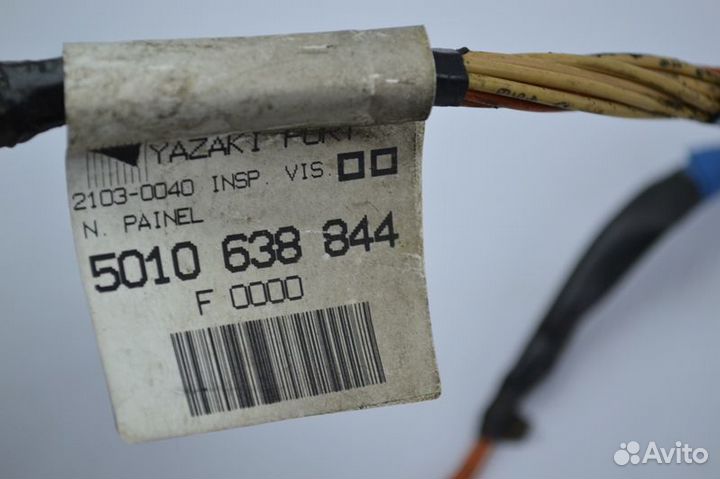 YAZAKI
2103-0040 INSP. VIS.
N. PAINEL
5010 638 844
F 0000
Avito